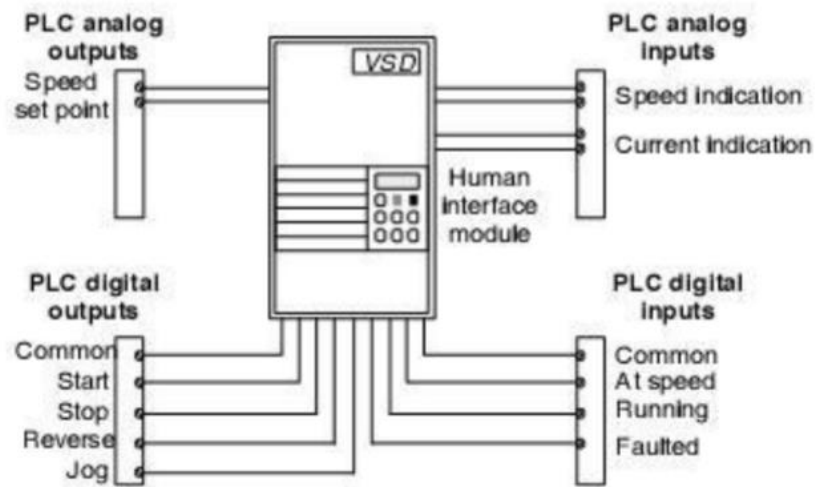 PLC analog
outputs
Speed
set point
VSD
PLC analog
inputs
Speed indication
Current indication
Human
interface
module
PLC digital
outputs
Common
Start
Stop
Reverse
Jog
PLC digital
inputs
Common
At speed
Running
Faulted